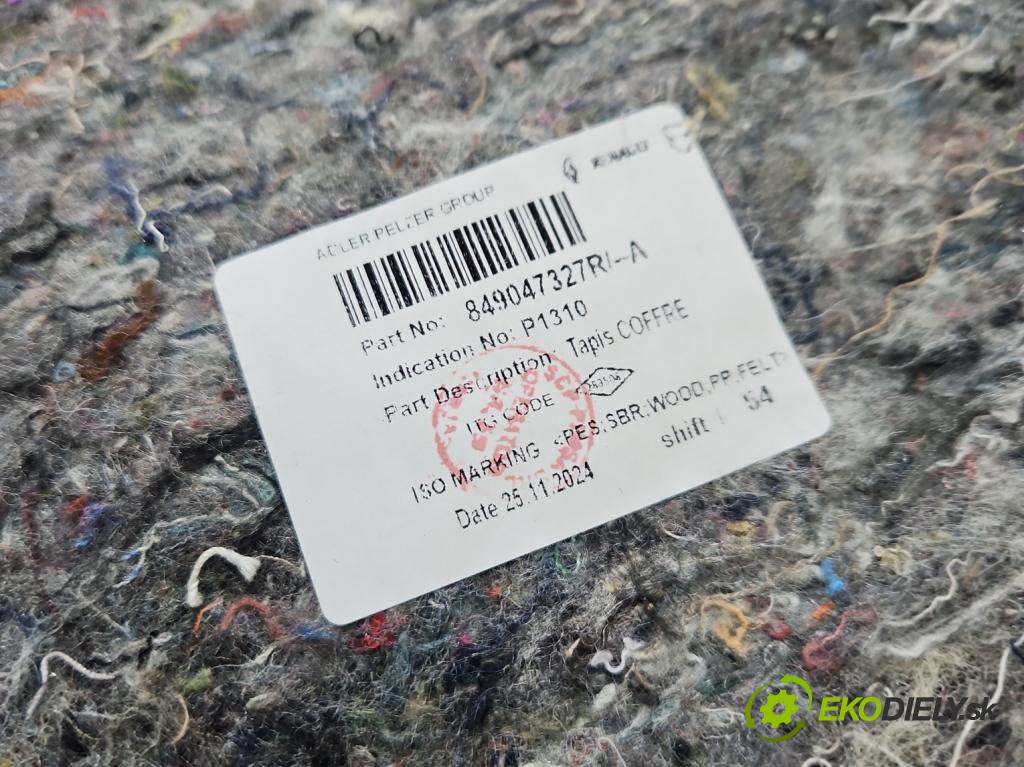 RENAULT
ADLER PELZER GROUP
Part No: 849047327R/--A
Indication No: P1310
Part Description Tapis COFFRE
ITG CODE
ISO MARKING <PES;SBR;WOOD,PP,FELT>
Date 25.11.2024 shift 54
EKODIELY.sk